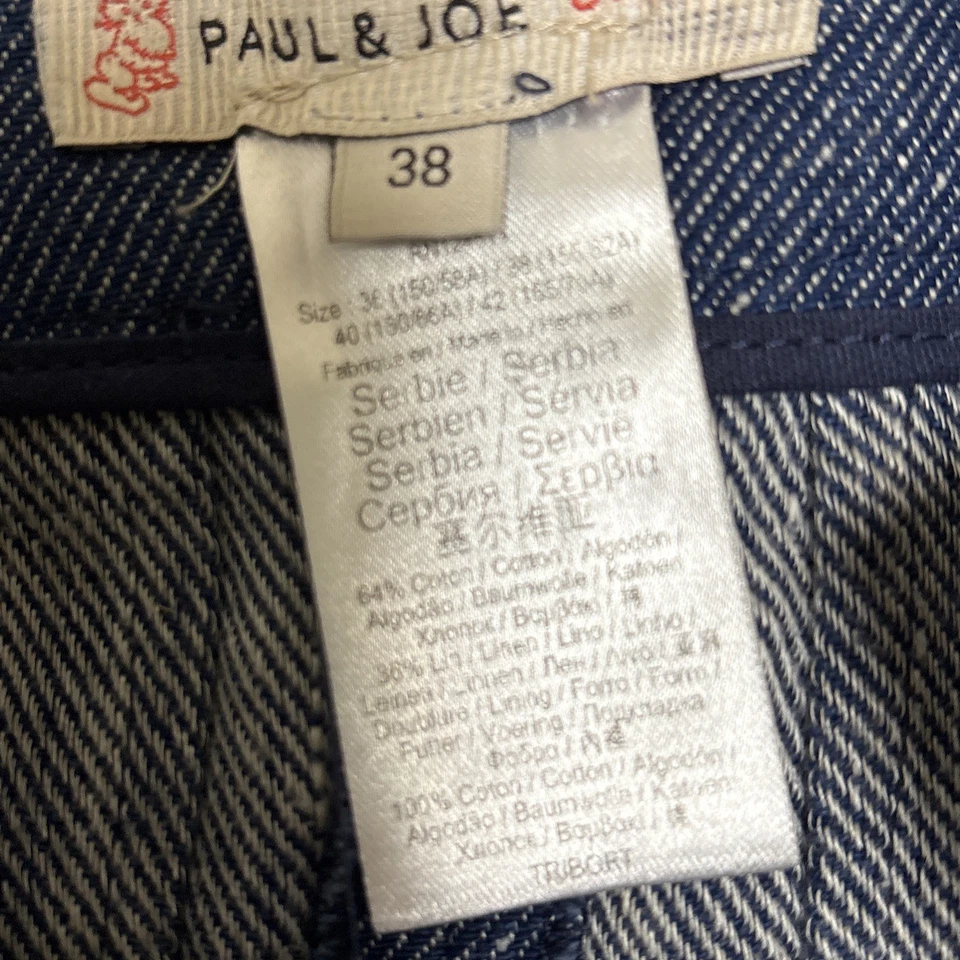 PAUL & JOE
38
Size : 36 (150/58A) / 38 (155/62A)
40 (160/66A) / 42 (165/70A)
Fabriqué en / Made in / Hecho en
Serbie / Serbia
Serbien / Servia
Serbia / Servië
Сербия / Σερβία
塞尔维亚
64% Coton / Cotton / Algodón /
Algodão / Baumwolle / Katoen
Хлопок / Βαμβάκι / 棉
36% Lin / Linen / Lino / Linho /
Leinen / Linnen / Лен / Λινό / 亚麻
Doublure / Lining / Forro / Forro /
Futter / Voering / Подкладка
Φοδρα / 内里
100% Coton / Cotton / Algodón /
Algodão / Baumwolle / Katoen
Хлопок / Βαμβάκι / 棉
TRIBORT